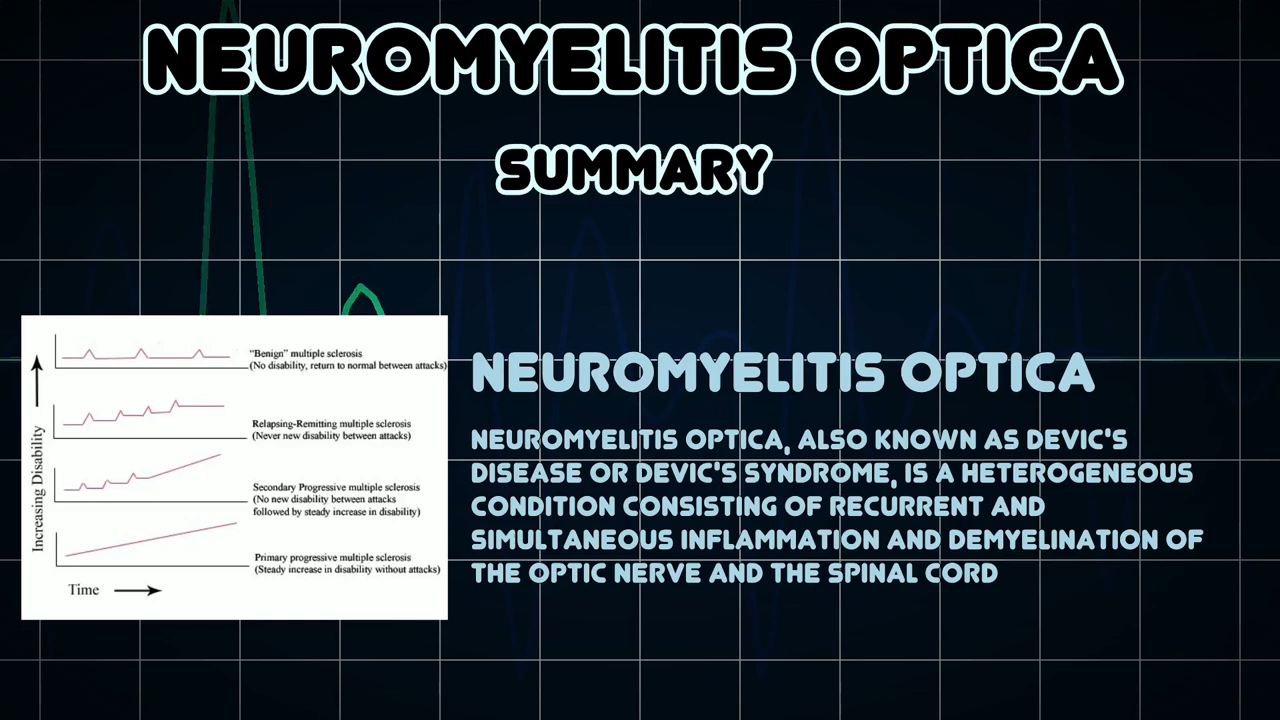 NEUROMYELITIS OPTICA
SUMMARY
"Benign" multiple sclerosis
(No disability, return to normal between attacks)
Relapsing-Remitting multiple sclerosis
(Never new disability between attacks)
Secondary Progressive multiple sclerosis
(No new disability between attacks
followed by steady increase in disability)
Primary progressive multiple sclerosis
(Steady increase in disability without attacks)
Increasing Disability
Time
NEUROMYELITIS OPTICA
NEUROMYELITIS OPTICA, ALSO KNOWN AS DEVIC'S
DISEASE OR DEVIC'S SYNDROME, IS A HETEROGENEOUS
CONDITION CONSISTING OF RECURRENT AND
SIMULTANEOUS INFLAMMATION AND DEMYELINATION OF
THE OPTIC NERVE AND THE SPINAL CORD